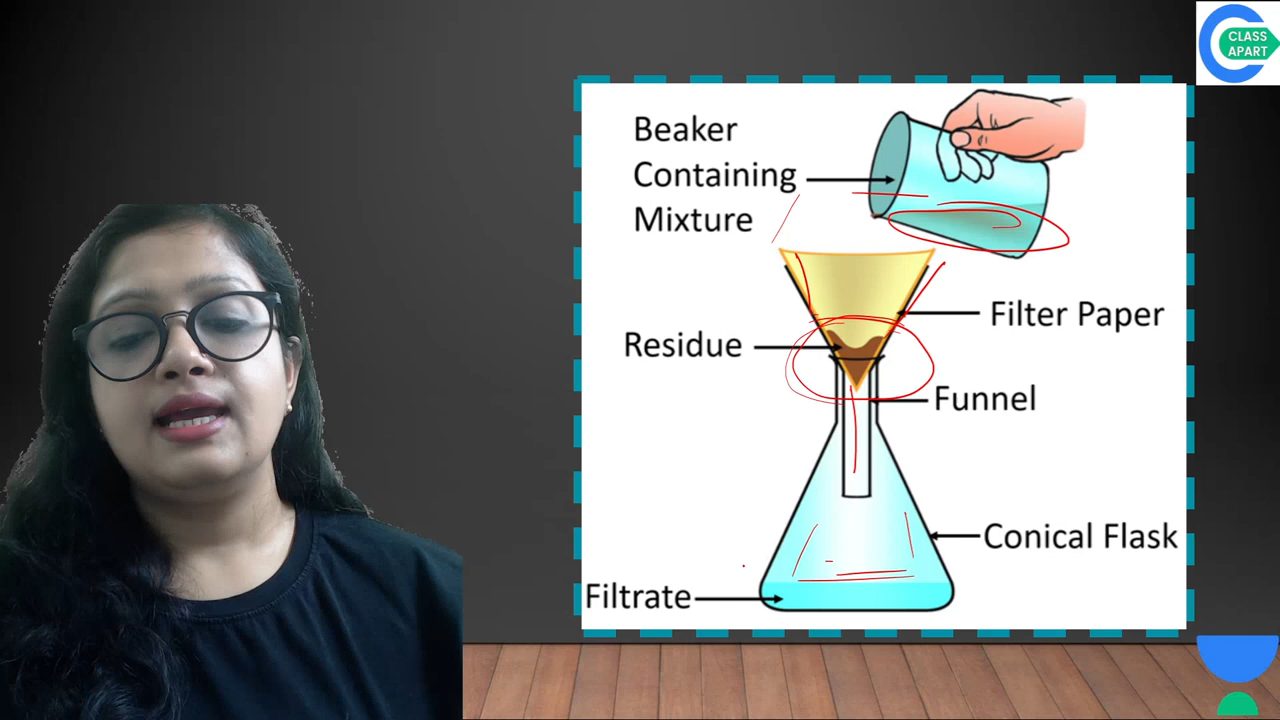 CLASS
APART
Beaker
Containing
Mixture
Filter Paper
Residue
Funnel
Conical Flask
Filtrate